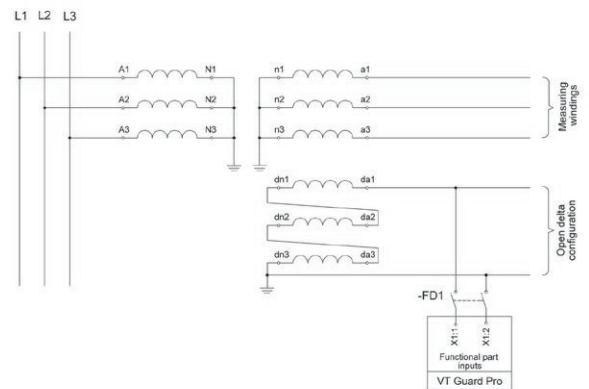 L1 L2 L3
A1 N1 n1 a1
A2 N2 n2 a2
A3 N3 n3 a3
Measuring
windings
dn1 da1
dn2 da2
dn3 da3
Open delta
configuration
-FD1
X1:1 X1:2
Functional part
inputs
VT Guard Pro